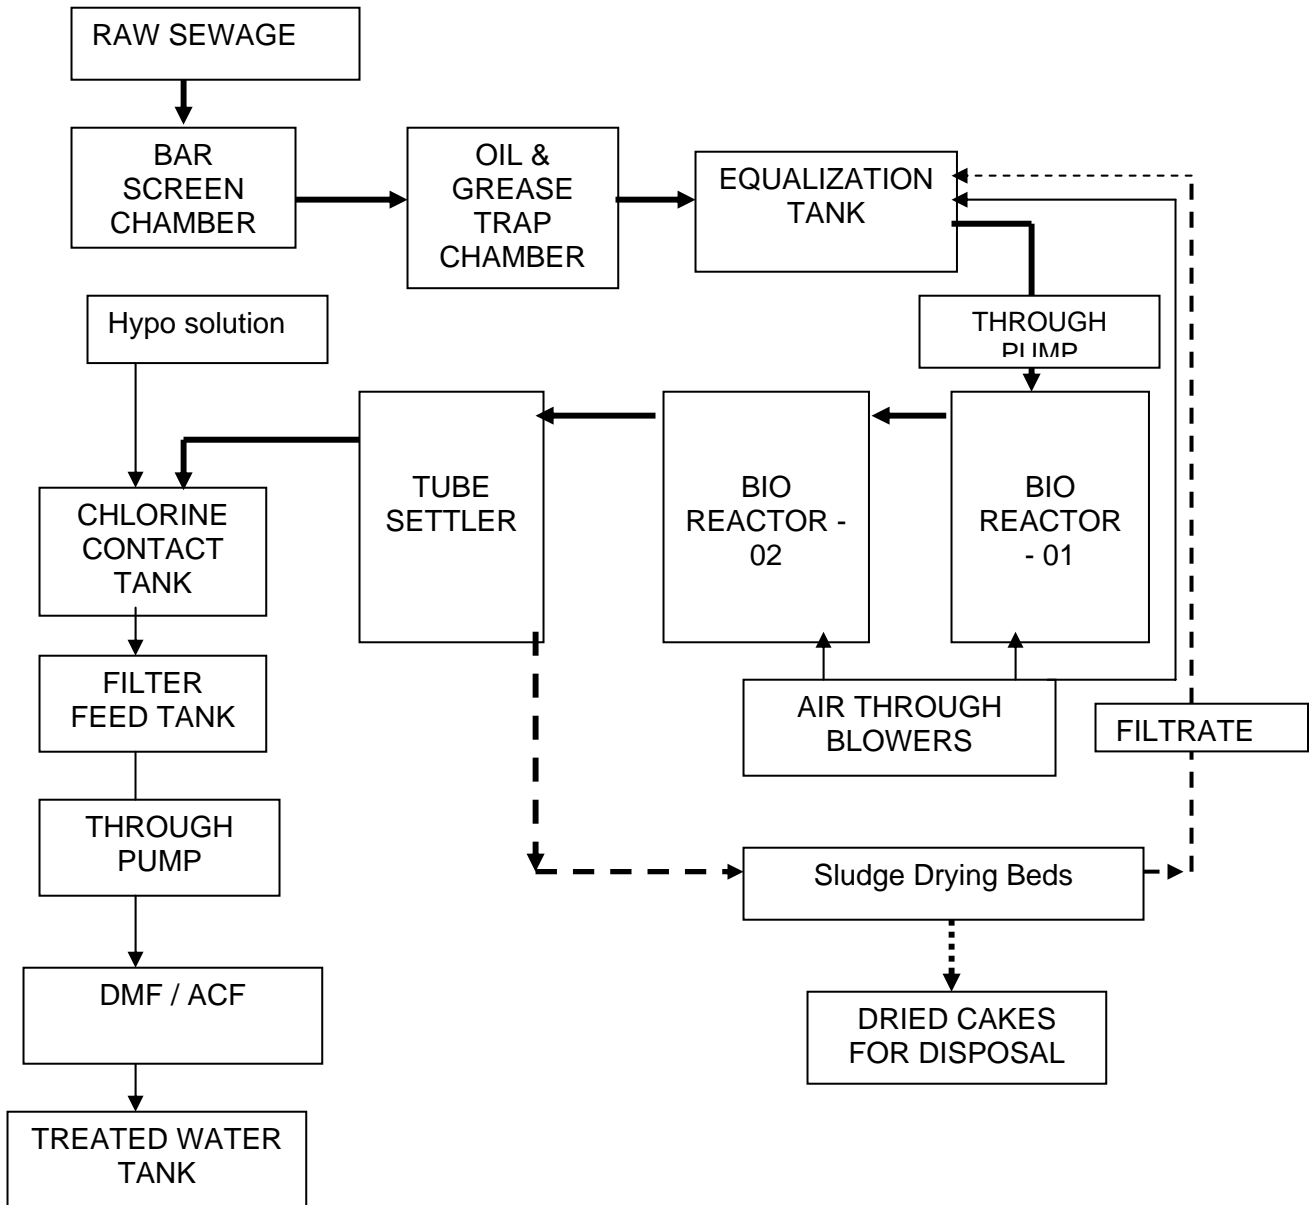 RAW SEWAGE
BAR
SCREEN
CHAMBER
OIL &
GREASE
TRAP
CHAMBER
EQUALIZATION
TANK
Hypo solution
THROUGH
PUMP
TUBE
SETTLER
BIO
REACTOR -
02
BIO
REACTOR
- 01
CHLORINE
CONTACT
TANK
FILTER
FEED TANK
AIR THROUGH
BLOWERS
FILTRATE
THROUGH
PUMP
Sludge Drying Beds
DMF / ACF
DRIED CAKES
FOR DISPOSAL
TREATED WATER
TANK